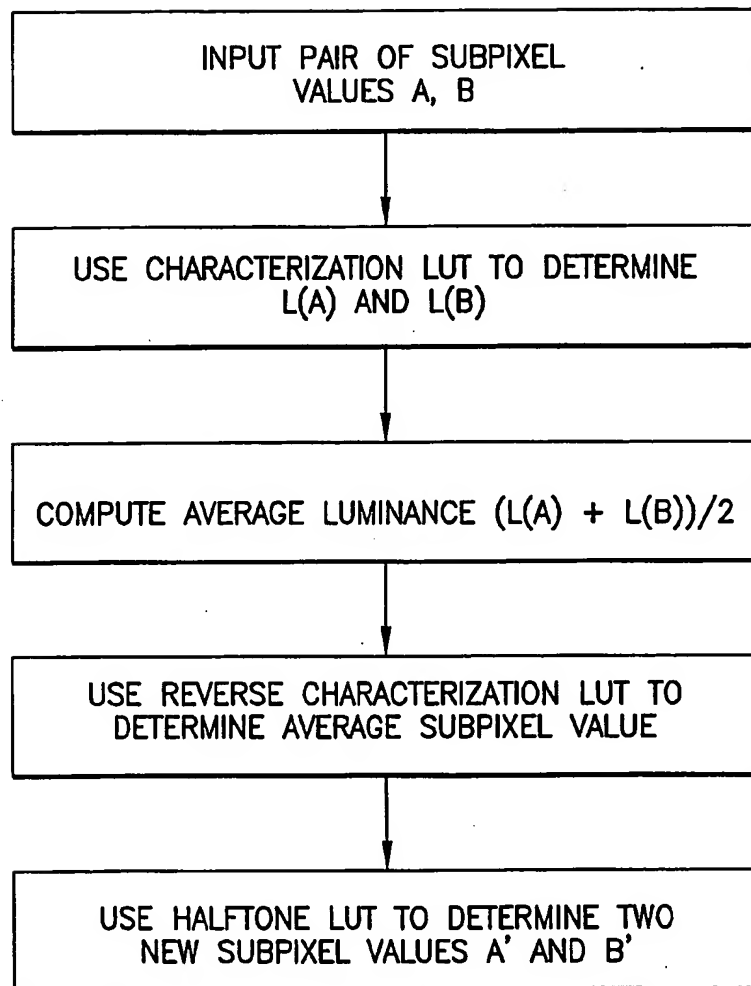 INPUT PAIR OF SUBPIXEL
VALUES A, B
USE CHARACTERIZATION LUT TO DETERMINE
L(A) AND L(B)
COMPUTE AVERAGE LUMINANCE (L(A) + L(B))/2
USE REVERSE CHARACTERIZATION LUT TO
DETERMINE AVERAGE SUBPIXEL VALUE
USE HALFTONE LUT TO DETERMINE TWO
NEW SUBPIXEL VALUES A' AND B'